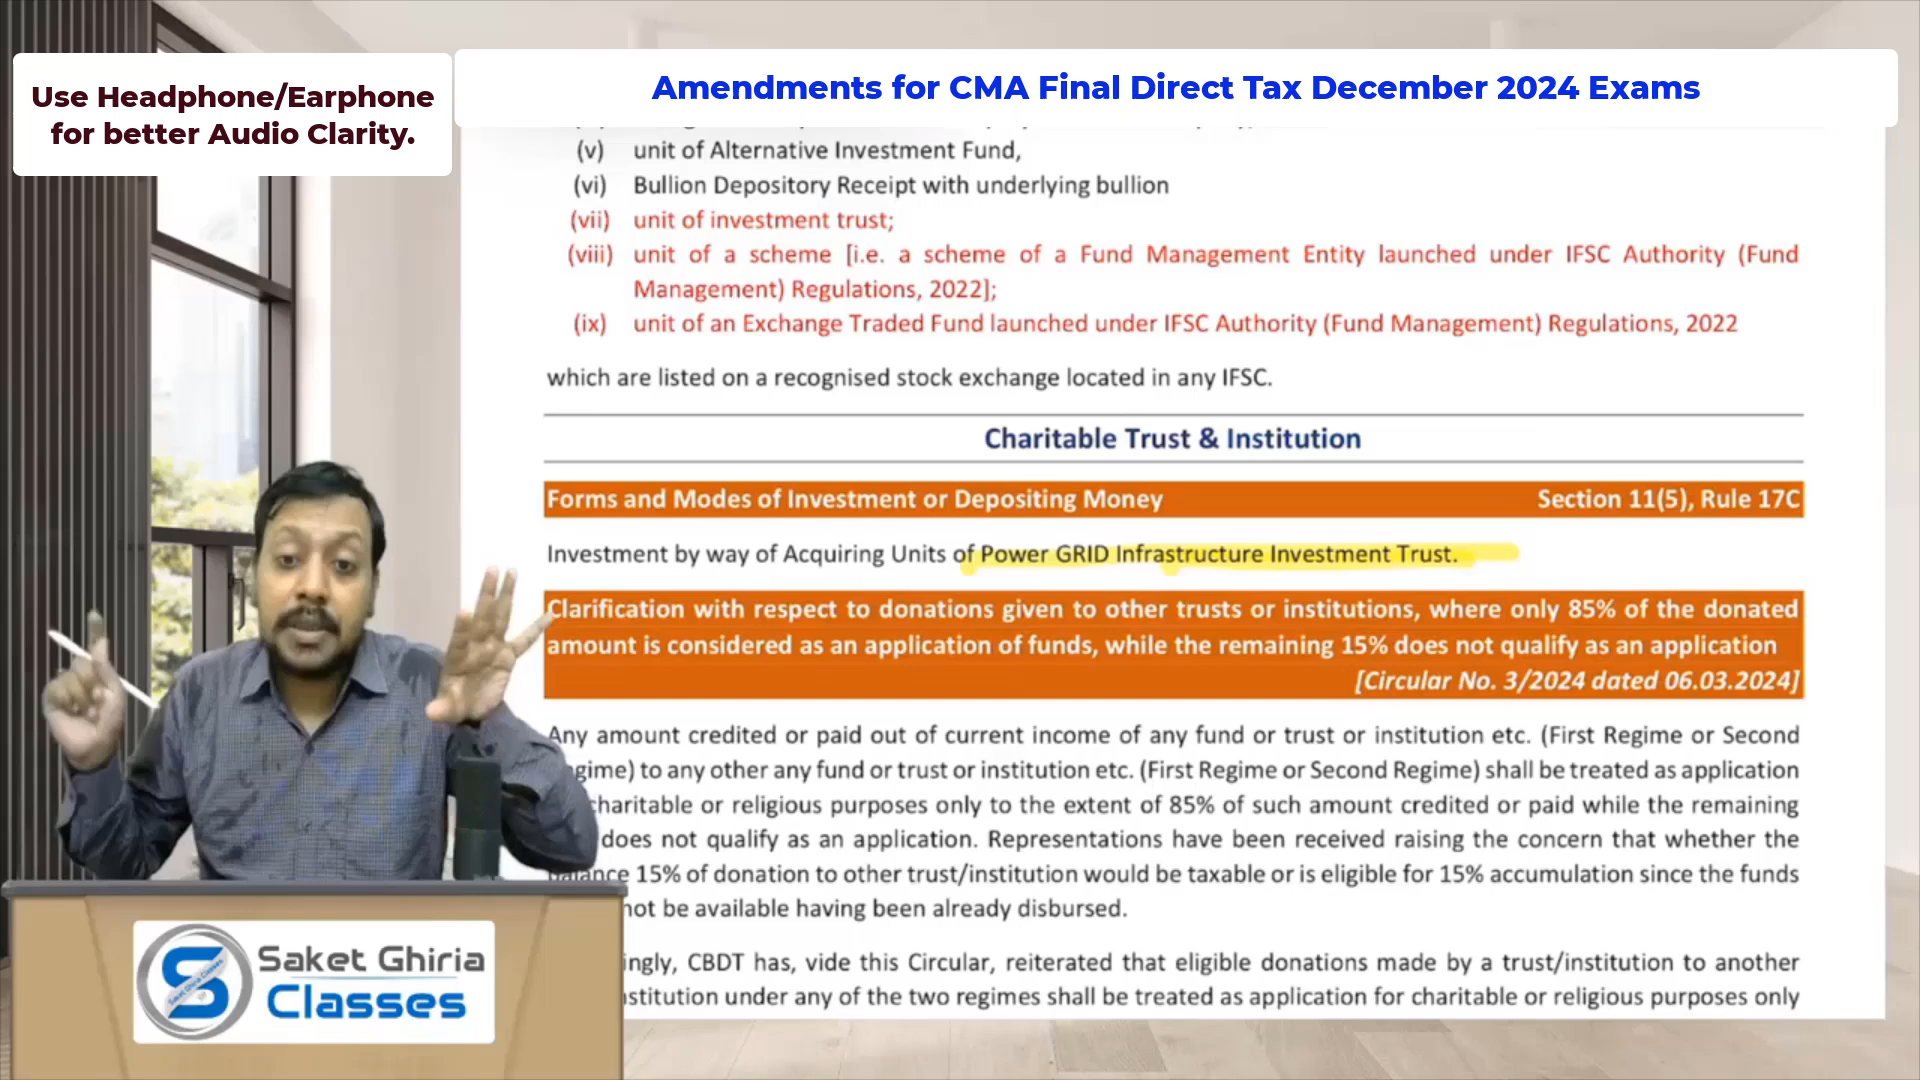 Use Headphone/Earphone
for better Audio Clarity.
Amendments for CMA Final Direct Tax December 2024 Exams
(v) unit of Alternative Investment Fund,
(vi) Bullion Depository Receipt with underlying bullion
(vii) unit of investment trust;
(viii) unit of a scheme [i.e. a scheme of a Fund Management Entity launched under IFSC Authority (Fund
Management) Regulations, 2022];
(ix) unit of an Exchange Traded Fund launched under IFSC Authority (Fund Management) Regulations, 2022
which are listed on a recognised stock exchange located in any IFSC.
Charitable Trust & Institution
Forms and Modes of Investment or Depositing Money Section 11(5), Rule 17C
Investment by way of Acquiring Units of Power GRID Infrastructure Investment Trust.
Clarification with respect to donations given to other trusts or institutions, where only 85% of the donated
amount is considered as an application of funds, while the remaining 15% does not qualify as an application
[Circular No. 3/2024 dated 06.03.2024]
Any amount credited or paid out of current income of any fund or trust or institution etc. (First Regime or Second
gime) to any other any fund or trust or institution etc. (First Regime or Second Regime) shall be treated as application
charitable or religious purposes only to the extent of 85% of such amount credited or paid while the remaining
does not qualify as an application. Representations have been received raising the concern that whether the
balance 15% of donation to other trust/institution would be taxable or is eligible for 15% accumulation since the funds
not be available having been already disbursed.
ingly, CBDT has, vide this Circular, reiterated that eligible donations made by a trust/institution to another
stitution under any of the two regimes shall be treated as application for charitable or religious purposes only
Saket Ghiria
Classes